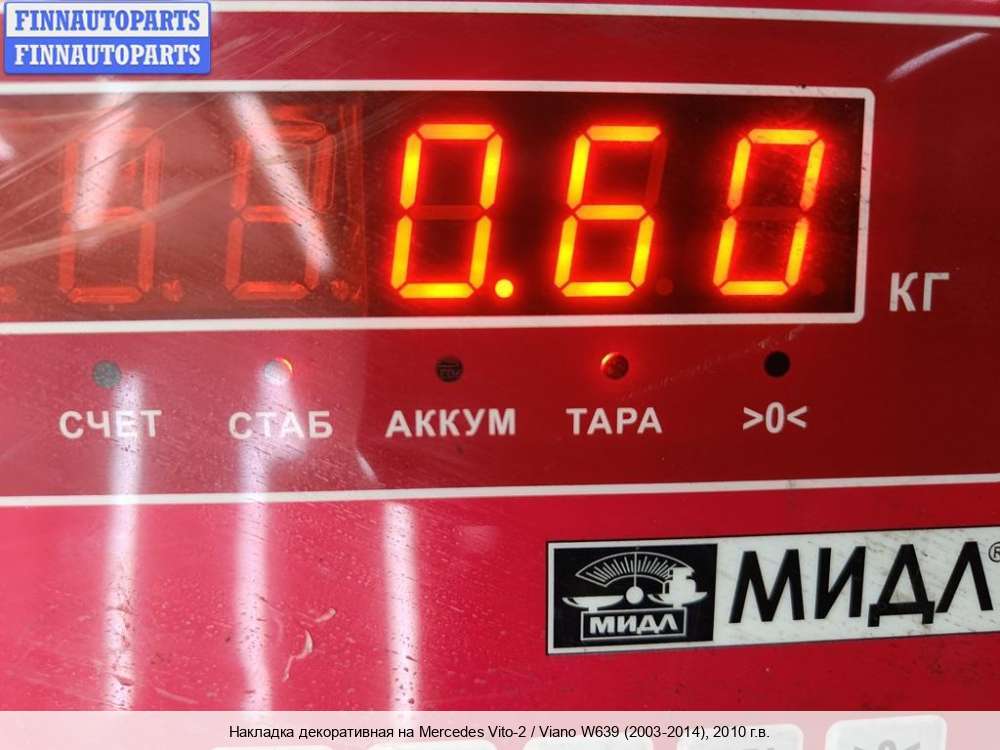 FINNAUTOPARTS
FINNAUTOPARTS
0.60
КГ
СЧЕТ СТАБ АККУМ ТАРА >0<
МИДЛ МИДЛ®
Накладка декоративная на Mercedes Vito-2 / Viano W639 (2003-2014), 2010 г.в.